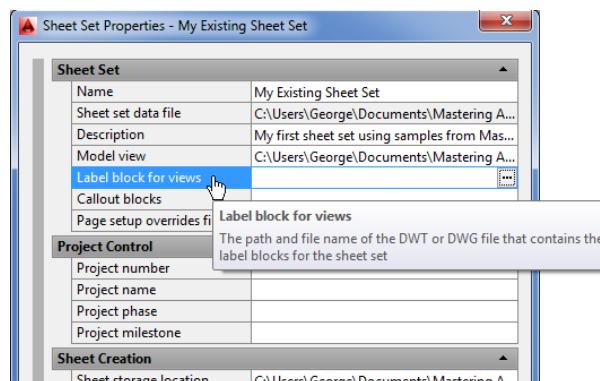 Sheet Set Properties - My Existing Sheet Set
Sheet Set
Name My Existing Sheet Set
Sheet set data file C:\Users\George\Documents\Mastering A...
Description My first sheet set using samples from Mas...
Model view C:\Users\George\Documents\Mastering A...
Label block for views
Callout blocks
Page setup overrides fi
Label block for views
The path and file name of the DWT or DWG file that contains the
label blocks for the sheet set
Project Control
Project number
Project name
Project phase
Project milestone
Sheet Creation
Sheet storage location C:\Users\George\Documents\Mastering A